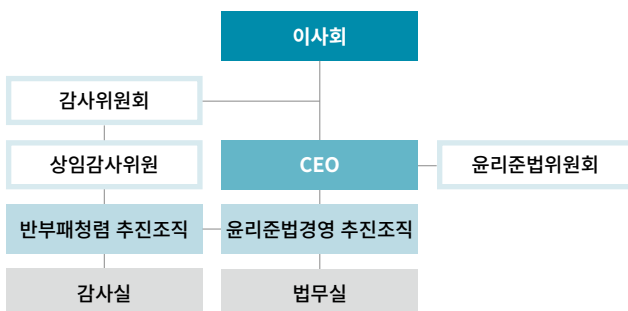 이사회
감사위원회
상임감사위원
CEO
윤리준법위원회
반부패청렴 추진조직
윤리준법경영 추진조직
감사실
법무실